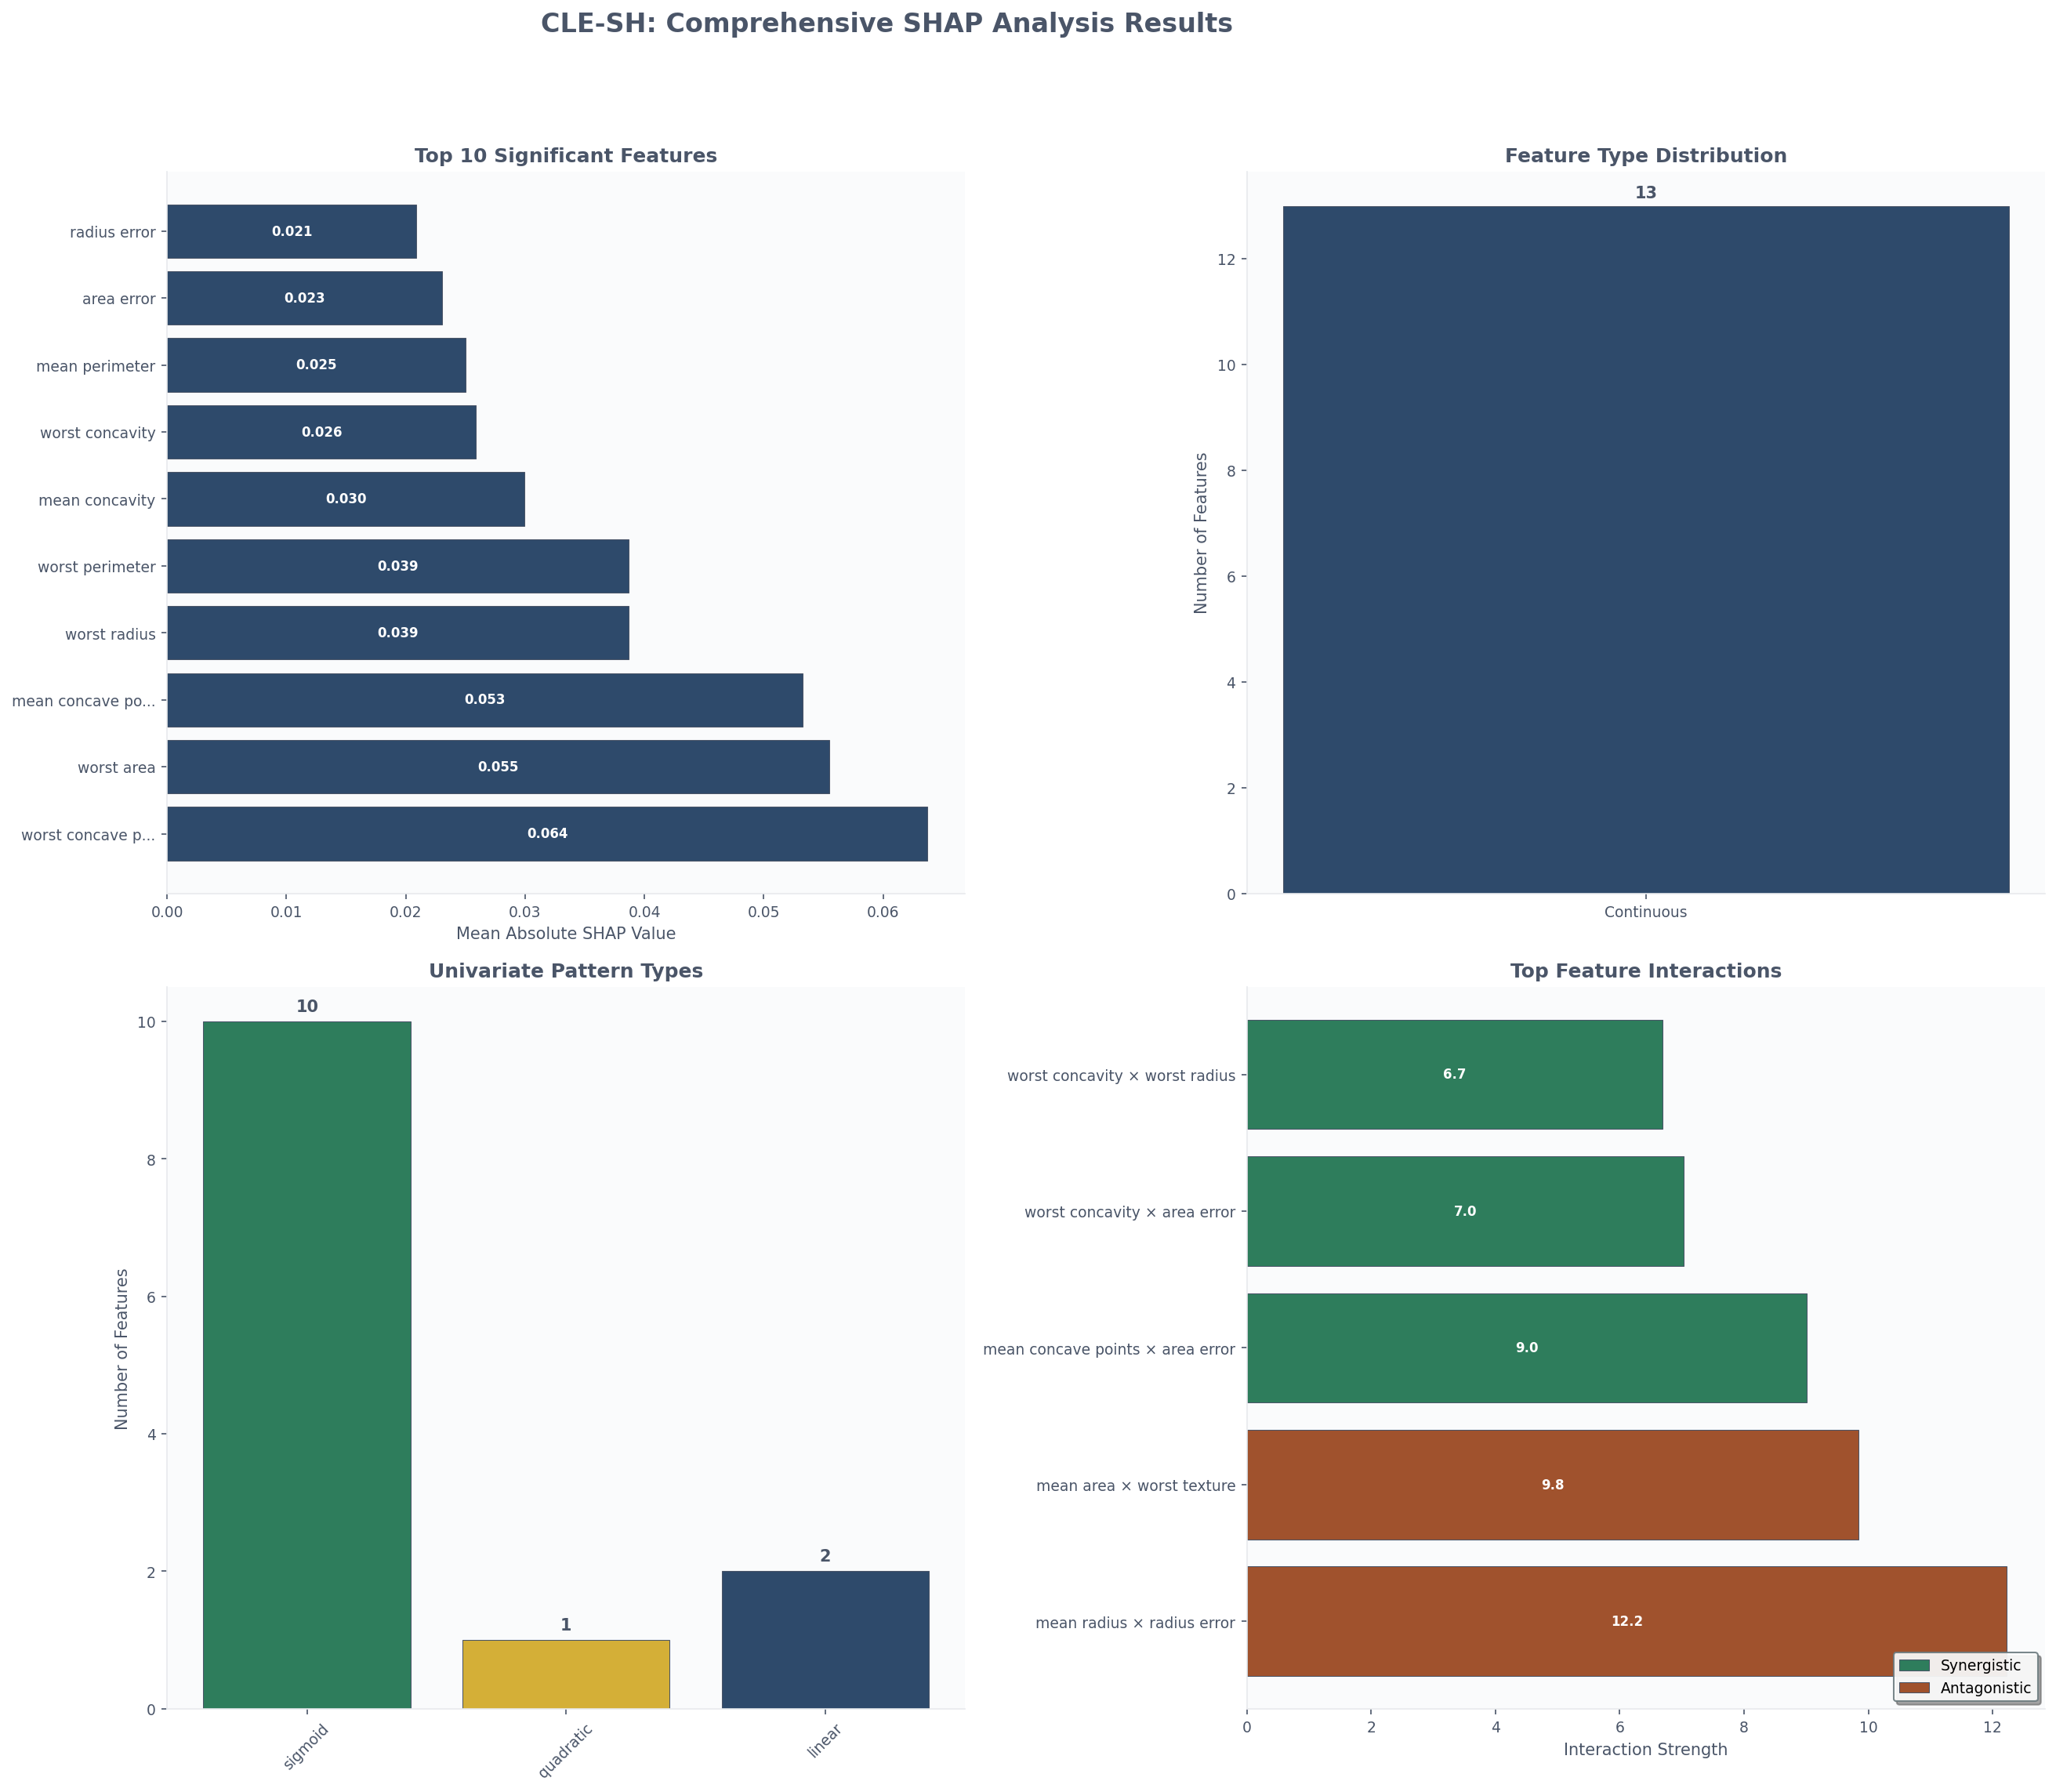 CLE-SH: Comprehensive SHAP Analysis Results
Top 10 Significant Features
radius error
0.021
area error
0.023
mean perimeter
0.025
worst concavity
0.026
mean concavity
0.030
worst perimeter
0.039
worst radius
0.039
mean concave po...
0.053
worst area
0.055
worst concave p...
0.064
0.00 0.01 0.02 0.03 0.04 0.05 0.06
Mean Absolute SHAP Value
Feature Type Distribution
Number of Features
13
12
10
8
6
4
2
0
Continuous
Univariate Pattern Types
Number of Features
10
8
6
4
2
0
10
1
2
sigmoid
quadratic
linear
Top Feature Interactions
worst concavity × worst radius
6.7
worst concavity × area error
7.0
mean concave points × area error
9.0
mean area × worst texture
9.8
mean radius × radius error
12.2
Synergistic
Antagonistic
0 2 4 6 8 10 12
Interaction Strength